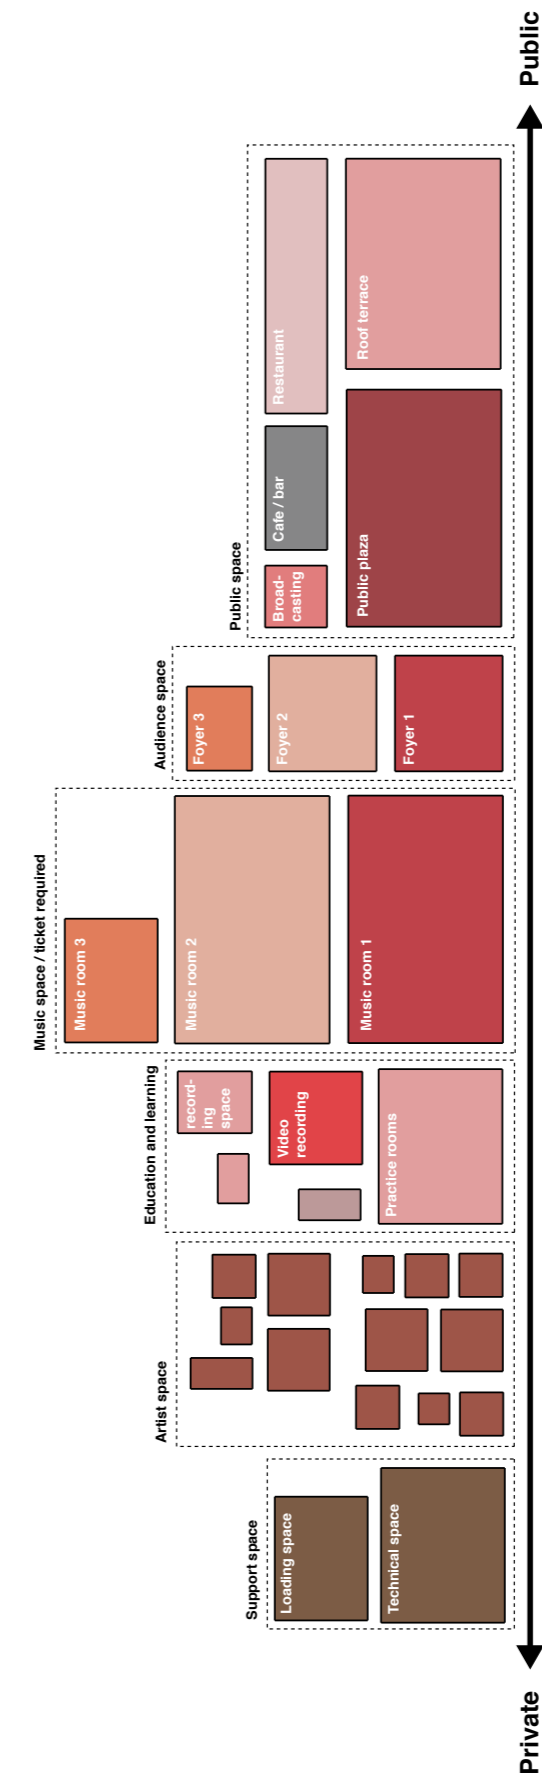 Support space
Loading space
Technical space
Artist space
Education and learning
record-
ing
space
Video
recording
Practice rooms
Music space / ticket required
Music room 3
Music room 2
Music room 1
Audience space
Foyer 3
Foyer 2
Foyer 1
Public space
Broad-
casting
Cafe / bar
Restaurant
Public plaza
Roof terrace
Private
Public